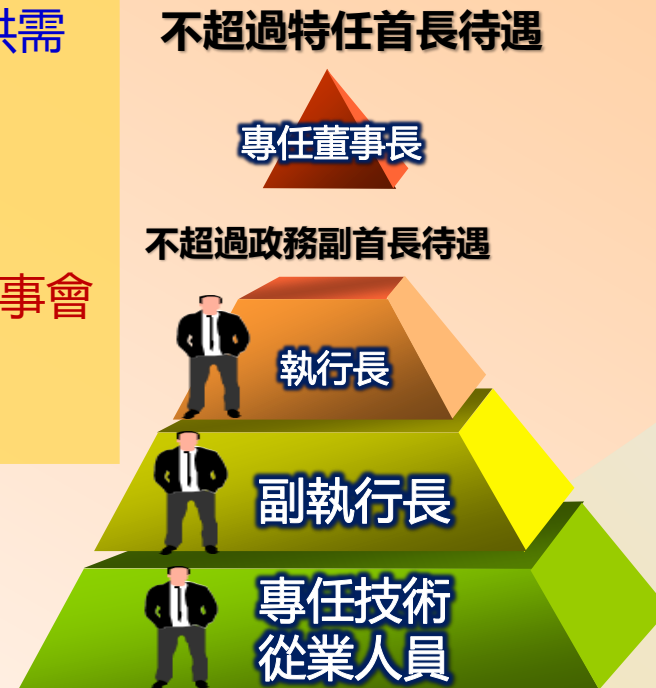 供需
不超過特任首長待遇
專任董事長
不超過政務副首長待遇
事會
執行長
副執行長
專任技術
從業人員